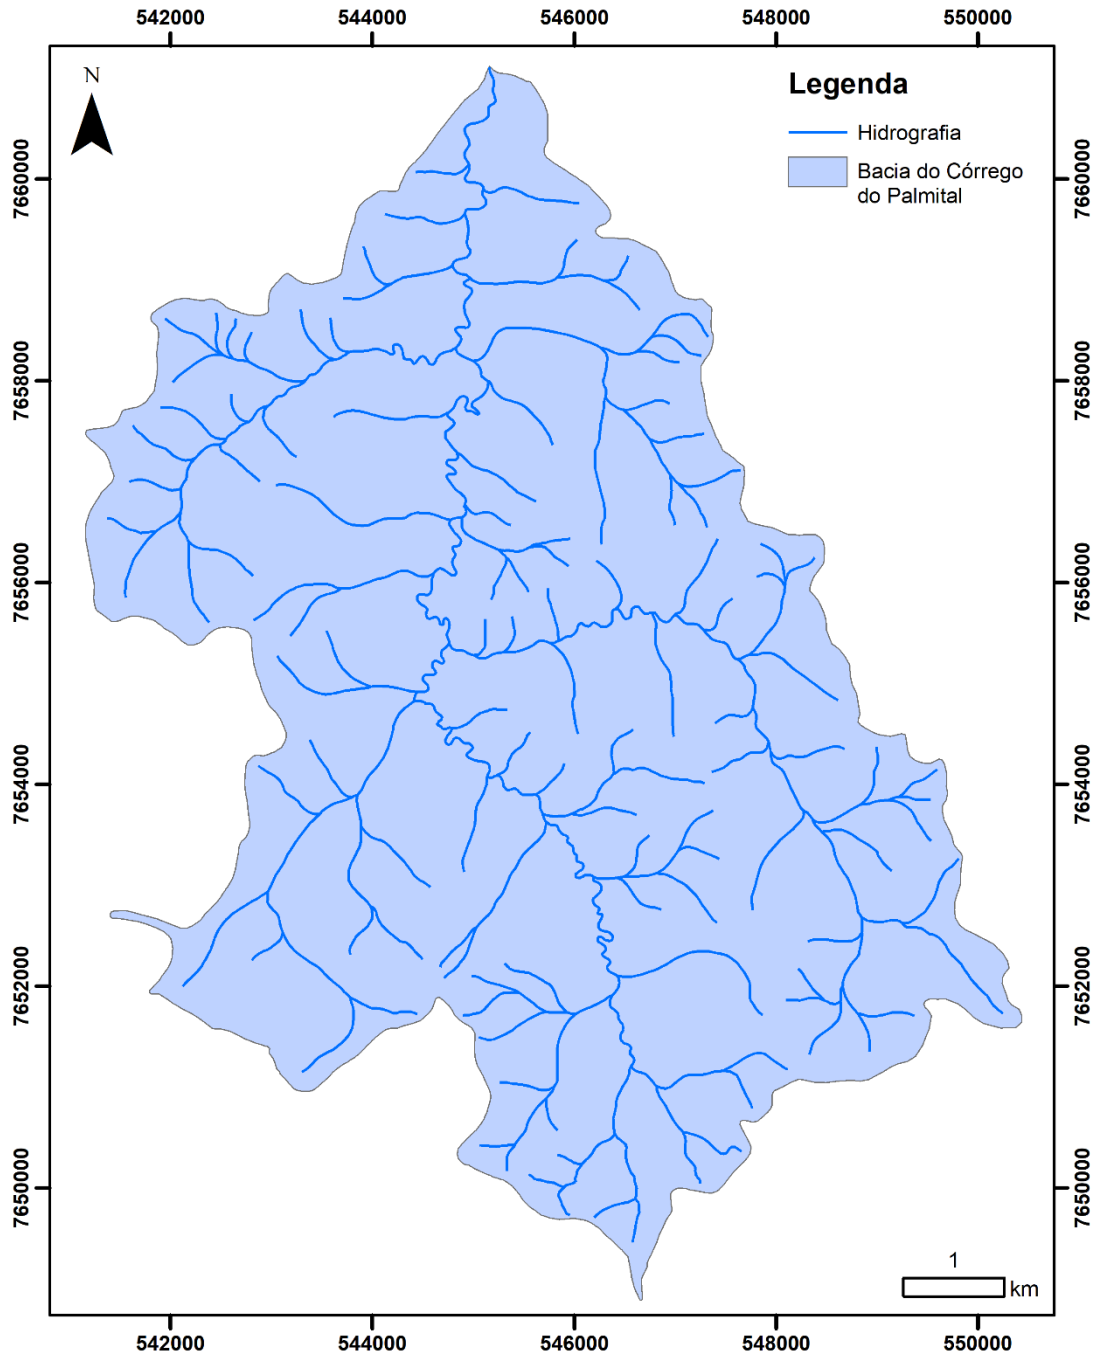 542000 544000 546000 548000 550000
N
Legenda
Hidrografia
Bacia do Córrego
do Palmital
7660000 7660000
7658000 7658000
7656000 7656000
7654000 7654000
7652000 7652000
7650000 7650000
1
km
542000 544000 546000 548000 550000